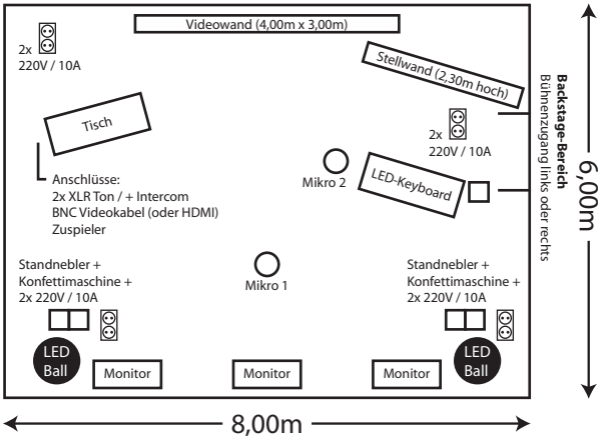 Videowand (4,00m x 3,00m)
2x
220V / 10A
Stellwand (2,30m hoch)
Backstage-Bereich
Bühnenzugang links oder rechts
6,00m
Tisch
2x
220V / 10A
Mikro 2
LED-Keyboard
Anschlüsse:
2x XLR Ton / + Intercom
BNC Videokabel (oder HDMI)
Zuspieler
Mikro 1
Standnebler +
Konfettimaschine +
2x 220V / 10A
Standnebler +
Konfettimaschine +
2x 220V / 10A
LED
Ball
Monitor
Monitor
Monitor
LED
Ball
8,00m